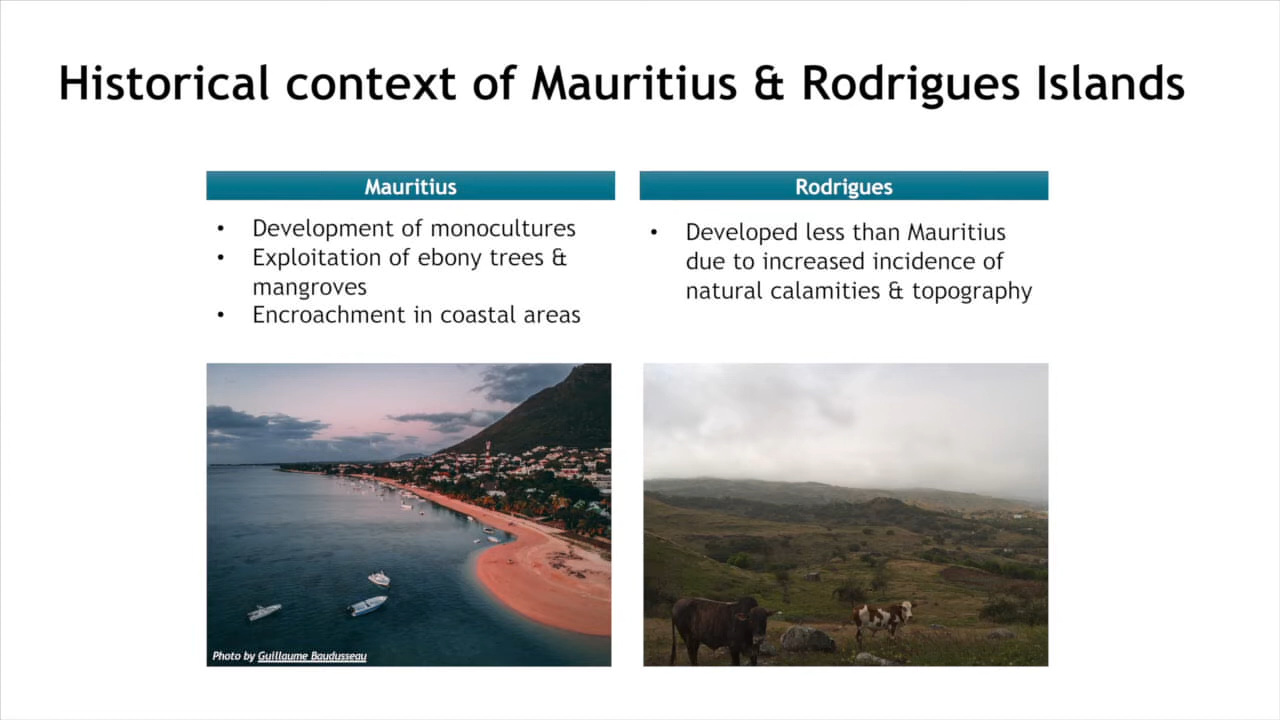 Historical context of Mauritius & Rodrigues Islands
Mauritius
• Development of monocultures
• Exploitation of ebony trees &
mangroves
• Encroachment in coastal areas
Rodrigues
• Developed less than Mauritius
due to increased incidence of
natural calamities & topography
Photo by Guillaume Baudusseau